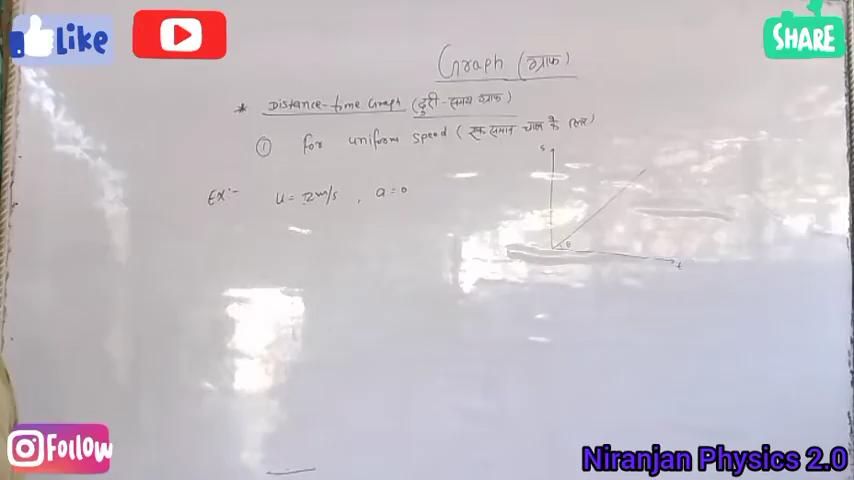 Like
SHARE
Graph (ग्राफ)
* Distance-time Graph (दुरी-समय ग्राफ)
① for uniform speed (एक समान चाल के लिए)
s
Ex:- u = 2m/s , a = 0
θ
t
Follow
Niranjan Physics 2.0